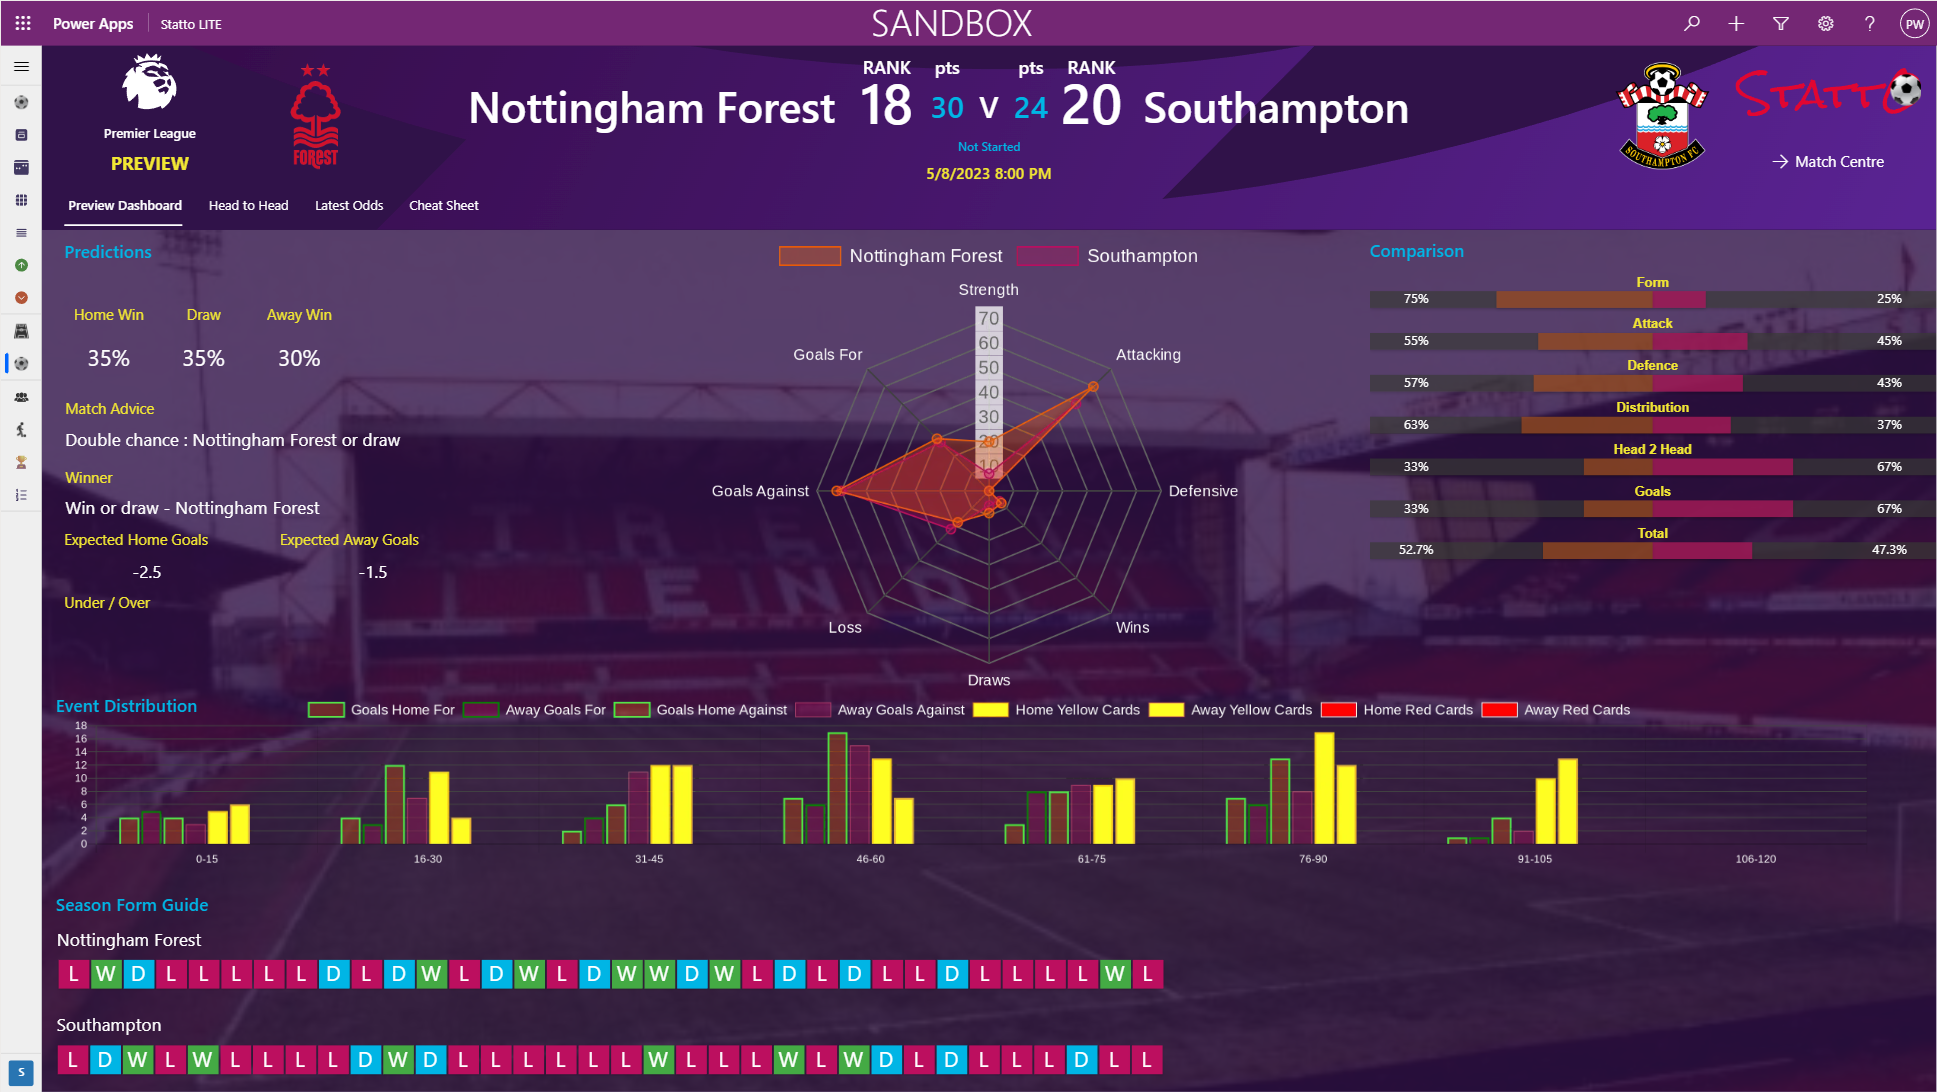 Power Apps
Statto LITE
SANDBOX
PW
Premier League
PREVIEW
FOREST
RANK pts pts RANK
Nottingham Forest 18 30 V 24 20 Southampton
Not Started
5/8/2023 8:00 PM
SOUTHAMPTON FC
STATTO
Match Centre
Preview Dashboard
Head to Head
Latest Odds
Cheat Sheet
Predictions
Home Win Draw Away Win
35% 35% 30%
Match Advice
Double chance : Nottingham Forest or draw
Winner
Win or draw - Nottingham Forest
Expected Home Goals Expected Away Goals
-2.5 -1.5
Under / Over
Nottingham Forest Southampton
Strength
70
60
50
40
30
20
10
Goals For
Attacking
Goals Against
Defensive
Loss
Wins
Draws
Comparison
Form
75% 25%
Attack
55% 45%
Defence
57% 43%
Distribution
63% 37%
Head 2 Head
33% 67%
Goals
33% 67%
Total
52.7% 47.3%
Event Distribution
Goals Home For Away Goals For Goals Home Against Away Goals Against Home Yellow Cards Away Yellow Cards Home Red Cards Away Red Cards
18
16
14
12
10
8
6
4
2
0
0-15 16-30 31-45 46-60 61-75 76-90 91-105 106-120
Season Form Guide
Nottingham Forest
L W D L L L L L D L D W L D W L D W W D W L D L D L L D L L L L W L
Southampton
L D W L W L L L L D W D L L L L L L W L L L W L W D L D L L L D L L
S